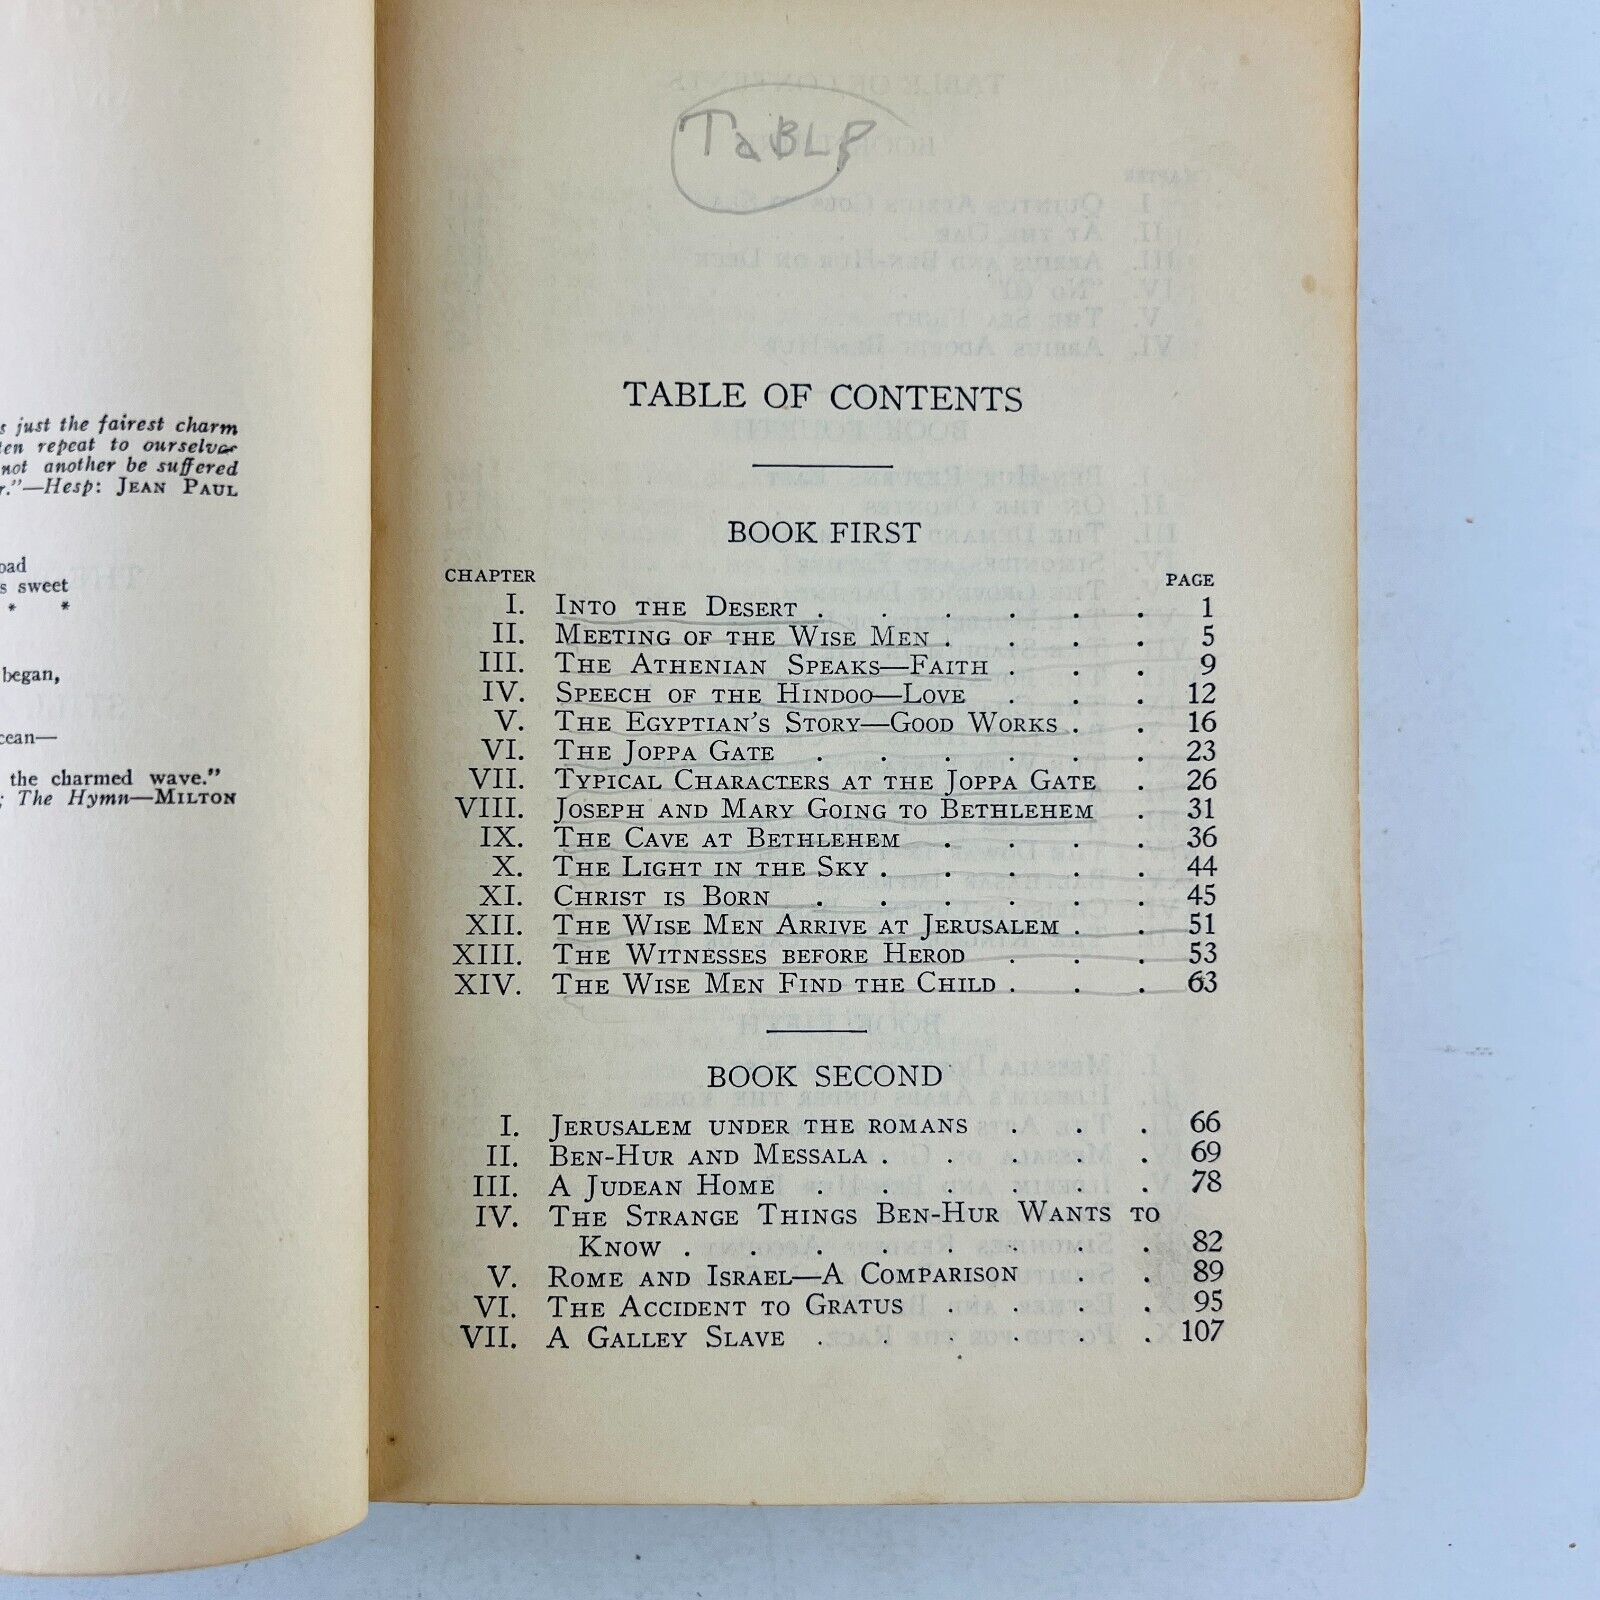 s just the fairest charm
ten repeat to ourselves
not another be suffered
r."—Hesp: JEAN PAUL
oad
s sweet
* *
began,
cean—
the charmed wave."
; The Hymn—MILTON
TaBLe
TABLE OF CONTENTS
BOOK FIRST
CHAPTER PAGE
I. INTO THE DESERT . . . . . . 1
II. MEETING OF THE WISE MEN . . . . 5
III. THE ATHENIAN SPEAKS—FAITH . . . 9
IV. SPEECH OF THE HINDOO—LOVE . . . 12
V. THE EGYPTIAN'S STORY—GOOD WORKS . . 16
VI. THE JOPPA GATE . . . . . . 23
VII. TYPICAL CHARACTERS AT THE JOPPA GATE . 26
VIII. JOSEPH AND MARY GOING TO BETHLEHEM . 31
IX. THE CAVE AT BETHLEHEM . . . . 36
X. THE LIGHT IN THE SKY . . . . . 44
XI. CHRIST IS BORN . . . . . . 45
XII. THE WISE MEN ARRIVE AT JERUSALEM . . 51
XIII. THE WITNESSES BEFORE HEROD . . . 53
XIV. THE WISE MEN FIND THE CHILD . . . 63
BOOK SECOND
I. JERUSALEM UNDER THE ROMANS . . . 66
II. BEN-HUR AND MESSALA . . . . . 69
III. A JUDEAN HOME . . . . . . 78
IV. THE STRANGE THINGS BEN-HUR WANTS TO
KNOW . . . . . . . . 82
V. ROME AND ISRAEL—A COMPARISON . . 89
VI. THE ACCIDENT TO GRATUS . . . . 95
VII. A GALLEY SLAVE . . . . . . 107